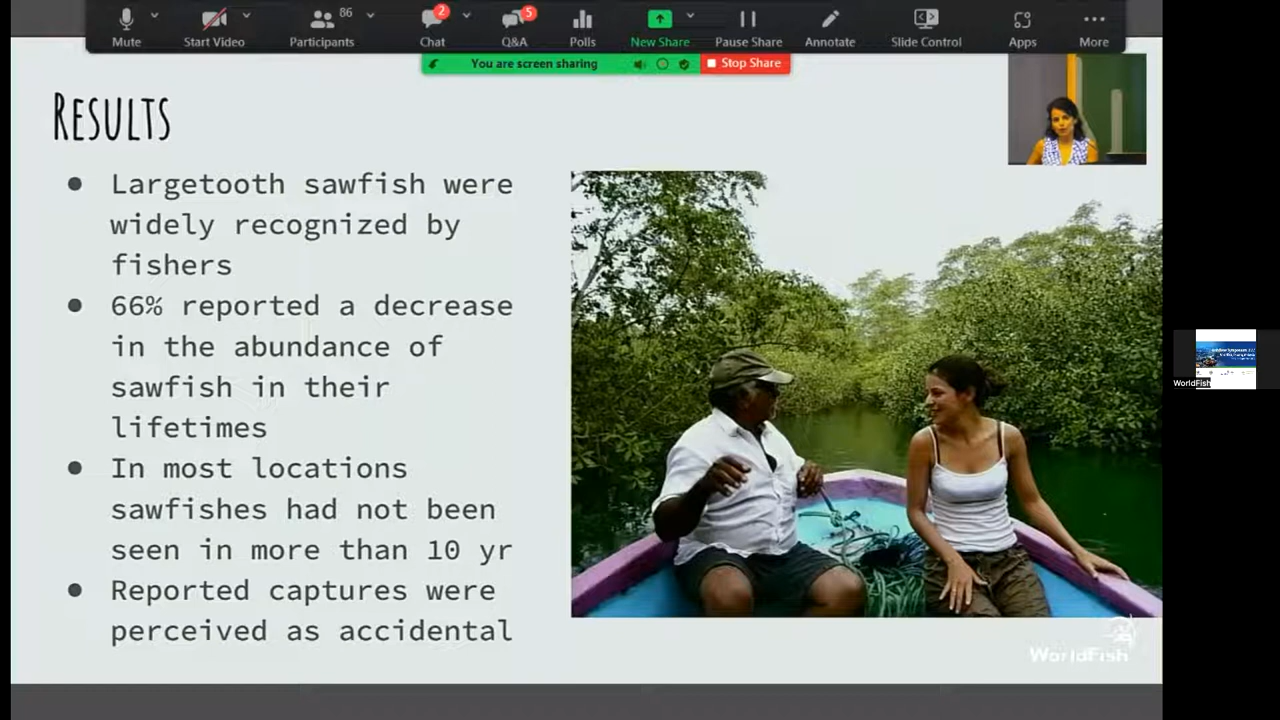 86
2
5
Mute
Start Video
Participants
Chat
Q&A
Polls
New Share
Pause Share
Annotate
Slide Control
Apps
More
You are screen sharing
Stop Share
RESULTS
Largetooth sawfish were
widely recognized by
fishers
66% reported a decrease
in the abundance of
sawfish in their
lifetimes
In most locations
sawfishes had not been
seen in more than 10 yr
Reported captures were
perceived as accidental
WorldFish
WorldFish